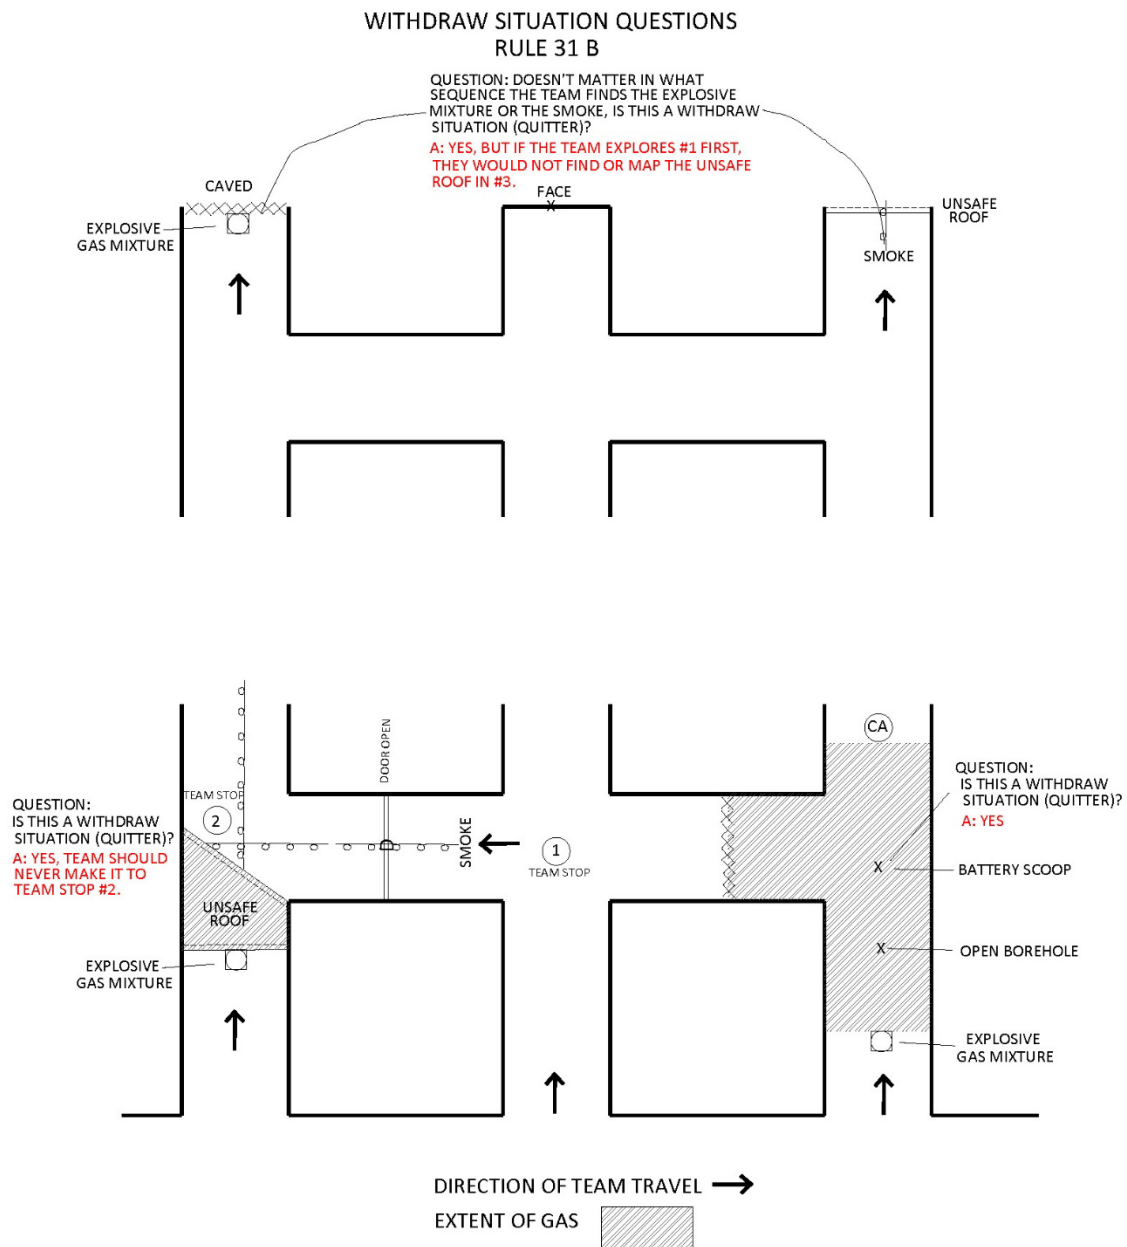 WITHDRAW SITUATION QUESTIONS
RULE 31 B
QUESTION: DOESN'T MATTER IN WHAT
SEQUENCE THE TEAM FINDS THE EXPLOSIVE
MIXTURE OR THE SMOKE, IS THIS A WITHDRAW
SITUATION (QUITTER)?
A: YES, BUT IF THE TEAM EXPLORES #1 FIRST,
THEY WOULD NOT FIND OR MAP THE UNSAFE
ROOF IN #3.
CAVED
EXPLOSIVE
GAS MIXTURE
FACE
X
UNSAFE
ROOF
SMOKE
QUESTION:
IS THIS A WITHDRAW
SITUATION (QUITTER)?
A: YES, TEAM SHOULD
NEVER MAKE IT TO
TEAM STOP #2.
TEAM STOP
2
DOOR OPEN
D
SMOKE
1
TEAM STOP
UNSAFE
ROOF
EXPLOSIVE
GAS MIXTURE
CA
QUESTION:
IS THIS A WITHDRAW
SITUATION (QUITTER)?
A: YES
X
BATTERY SCOOP
X
OPEN BOREHOLE
EXPLOSIVE
GAS MIXTURE
DIRECTION OF TEAM TRAVEL
EXTENT OF GAS